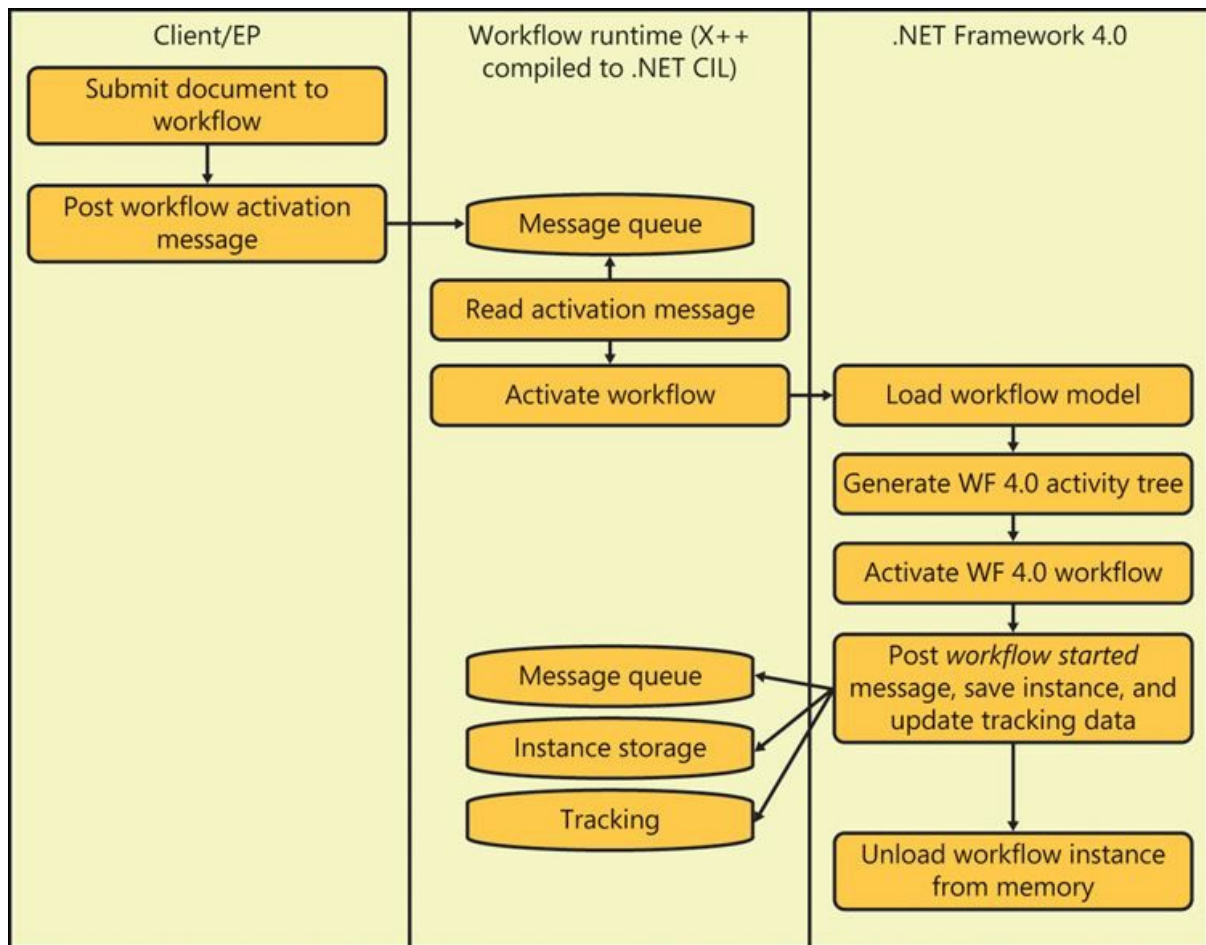 Client/EP
Submit document to
workflow
Post workflow activation
message
Workflow runtime (X++
compiled to .NET CIL)
Message queue
Read activation message
Activate workflow
Message queue
Instance storage
Tracking
.NET Framework 4.0
Load workflow model
Generate WF 4.0 activity tree
Activate WF 4.0 workflow
Post workflow started
message, save instance, and
update tracking data
Unload workflow instance
from memory